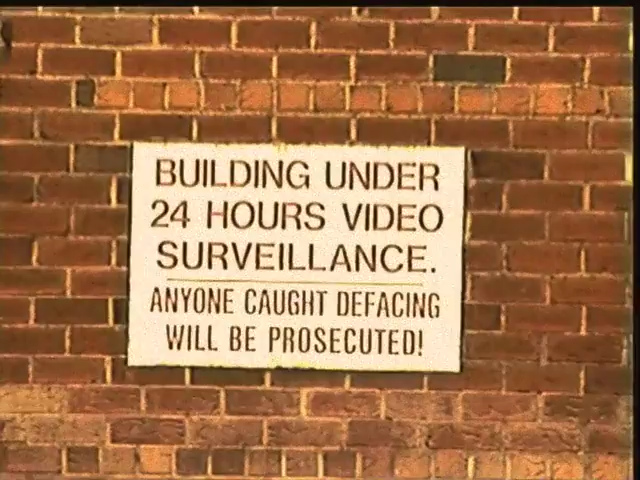 BUILDING UNDER
24 HOURS VIDEO
SURVEILLANCE.
ANYONE CAUGHT DEFACING
WILL BE PROSECUTED!